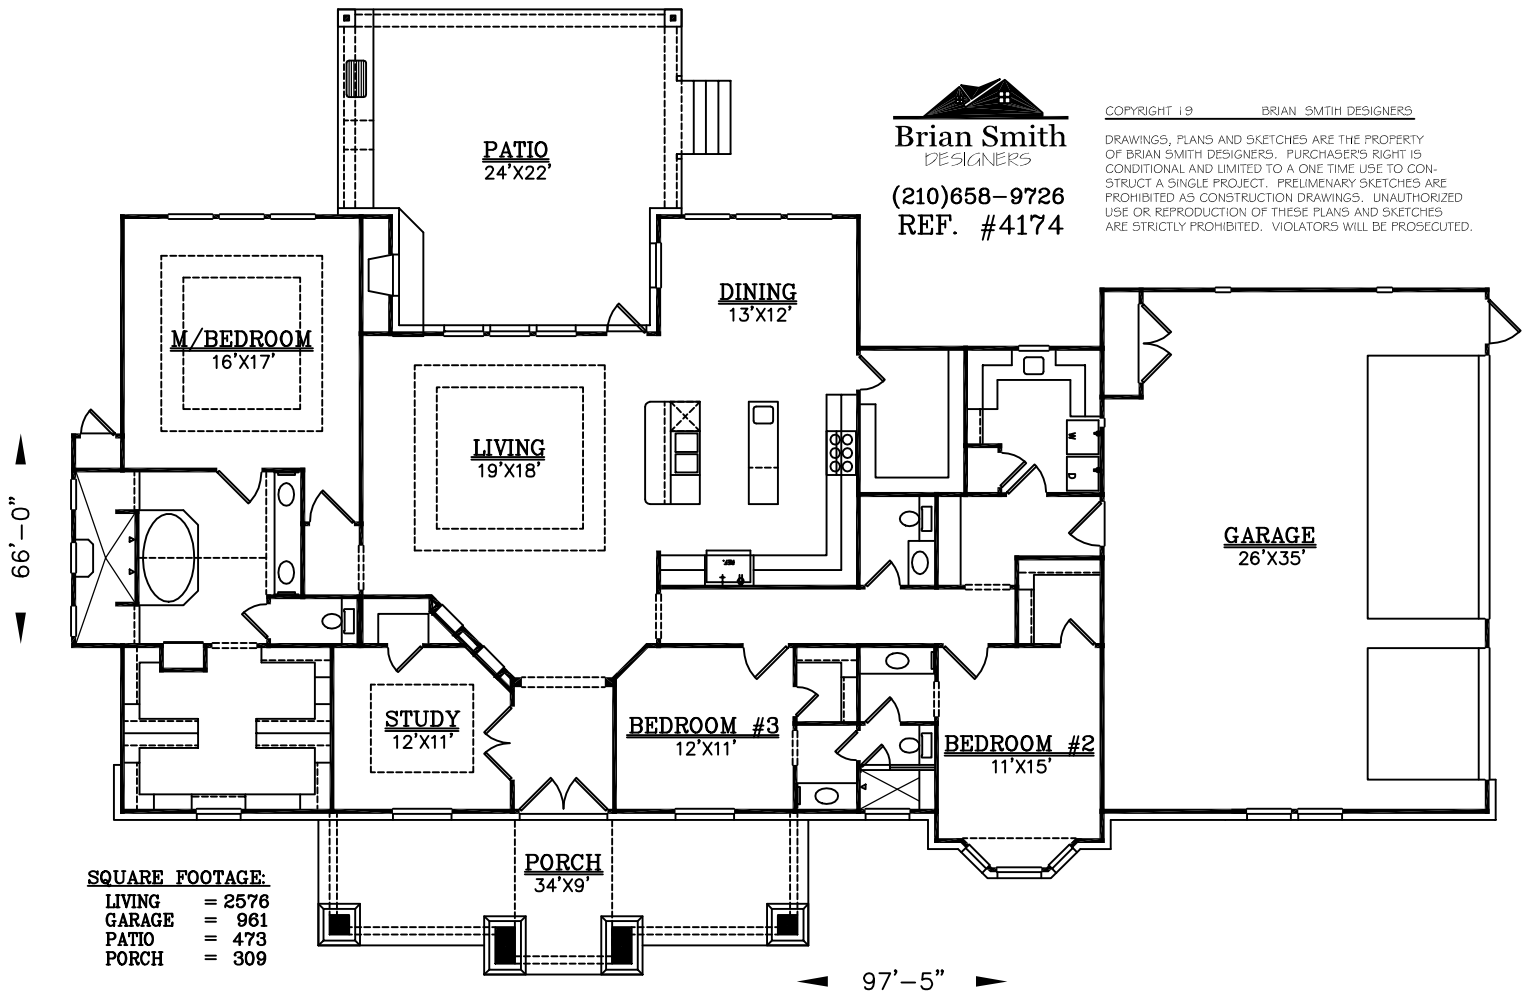 PATIO
24'X22'
Brian Smith
DESIGNERS
(210)658-9726
REF. #4174
COPYRIGHT 19 BRIAN SMTIH DESIGNERS
DRAWINGS, PLANS AND SKETCHES ARE THE PROPERTY
OF BRIAN SMITH DESIGNERS. PURCHASER'S RIGHT IS
CONDITIONAL AND LIMITED TO A ONE TIME USE TO CON-
STRUCT A SINGLE PROJECT. PRELIMENARY SKETCHES ARE
PROHIBITED AS CONSTRUCTION DRAWINGS. UNAUTHORIZED
USE OR REPRODUCTION OF THESE PLANS AND SKETCHES
ARE STRICTLY PROHIBITED. VIOLATORS WILL BE PROSECUTED.
DINING
13'X12'
M/BEDROOM
16'X17'
LIVING
19'X18'
W
D
REF.
GARAGE
26'X35'
66'-0"
STUDY
12'X11'
BEDROOM #3
12'X11'
BEDROOM #2
11'X15'
PORCH
34'X9'
SQUARE FOOTAGE:
LIVING = 2576
GARAGE = 961
PATIO = 473
PORCH = 309
97'-5"